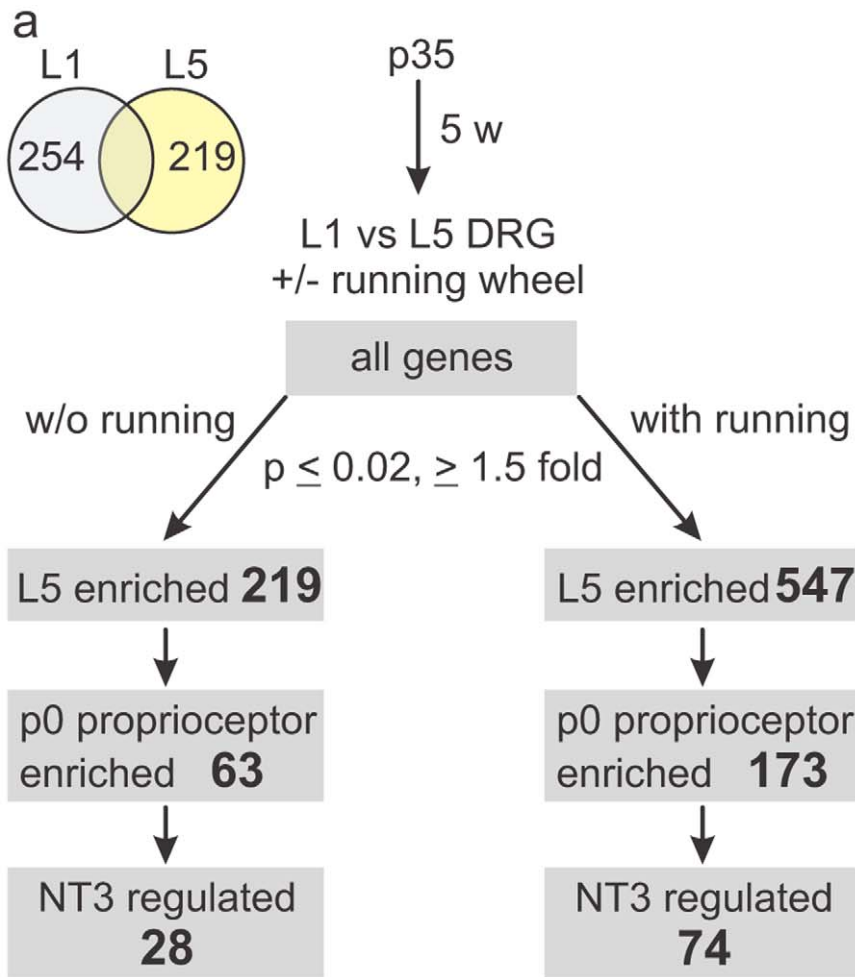 a
L1 L5
254 219
p35
5 w
L1 vs L5 DRG
+/- running wheel
all genes
w/o running
with running
p ≤ 0.02, ≥ 1.5 fold
L5 enriched 219
L5 enriched 547
p0 proprioceptor
enriched 63
p0 proprioceptor
enriched 173
NT3 regulated
28
NT3 regulated
74